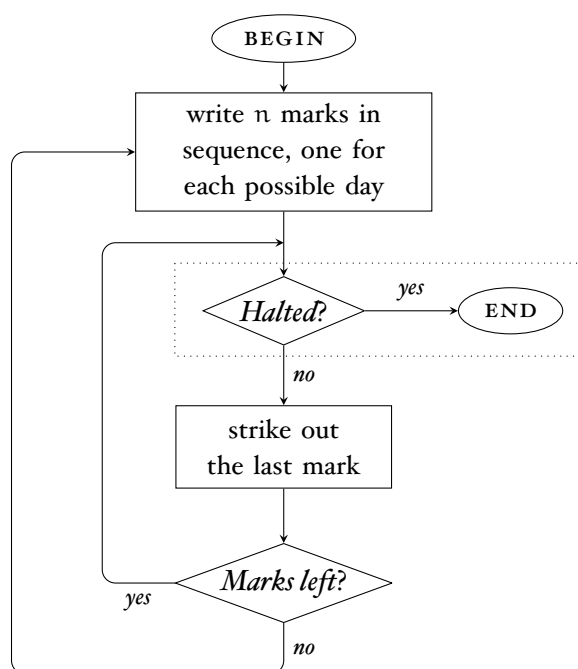 BEGIN
write n marks in
sequence, one for
each possible day
Halted?
yes
END
no
strike out
the last mark
Marks left?
yes
no